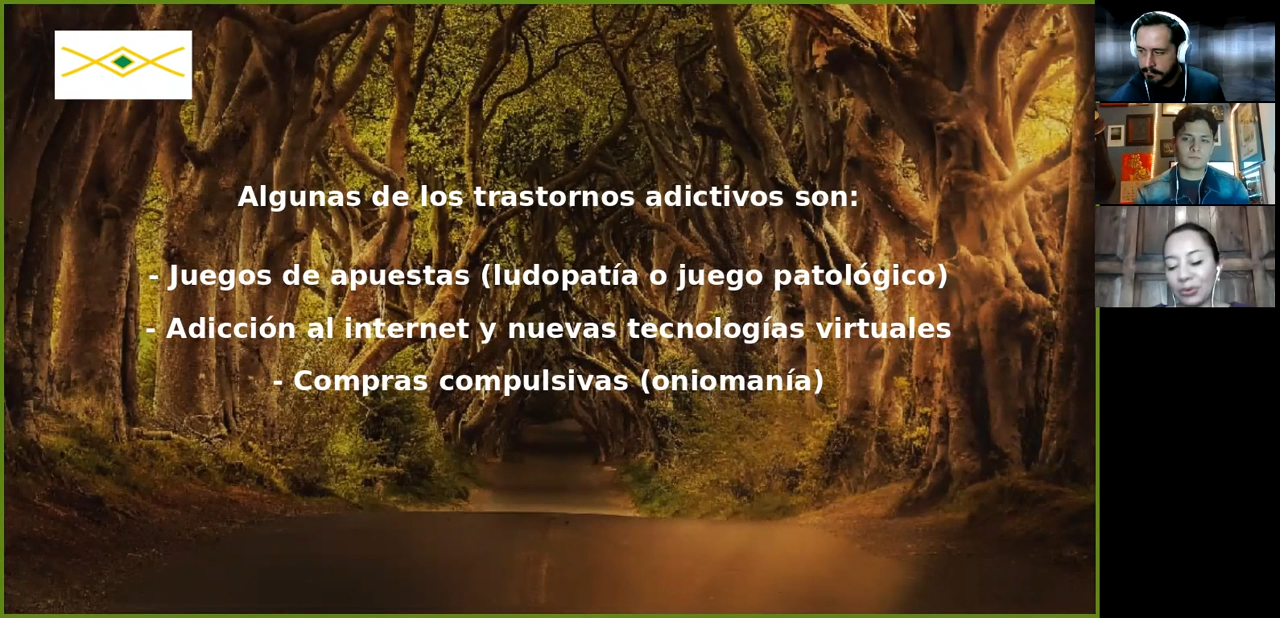 Algunas de los trastornos adictivos son:
- Juegos de apuestas (ludopatía o juego patológico)
- Adicción al internet y nuevas tecnologías virtuales
- Compras compulsivas (oniomanía)